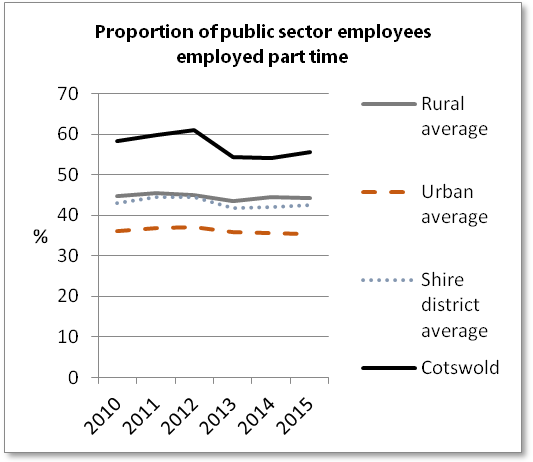 Proportion of public sector employees
employed part time
70
60
50
40
30
20
10
0
%
2010
2011
2012
2013
2014
2015
Rural
average
Urban
average
Shire
district
average
Cotswold